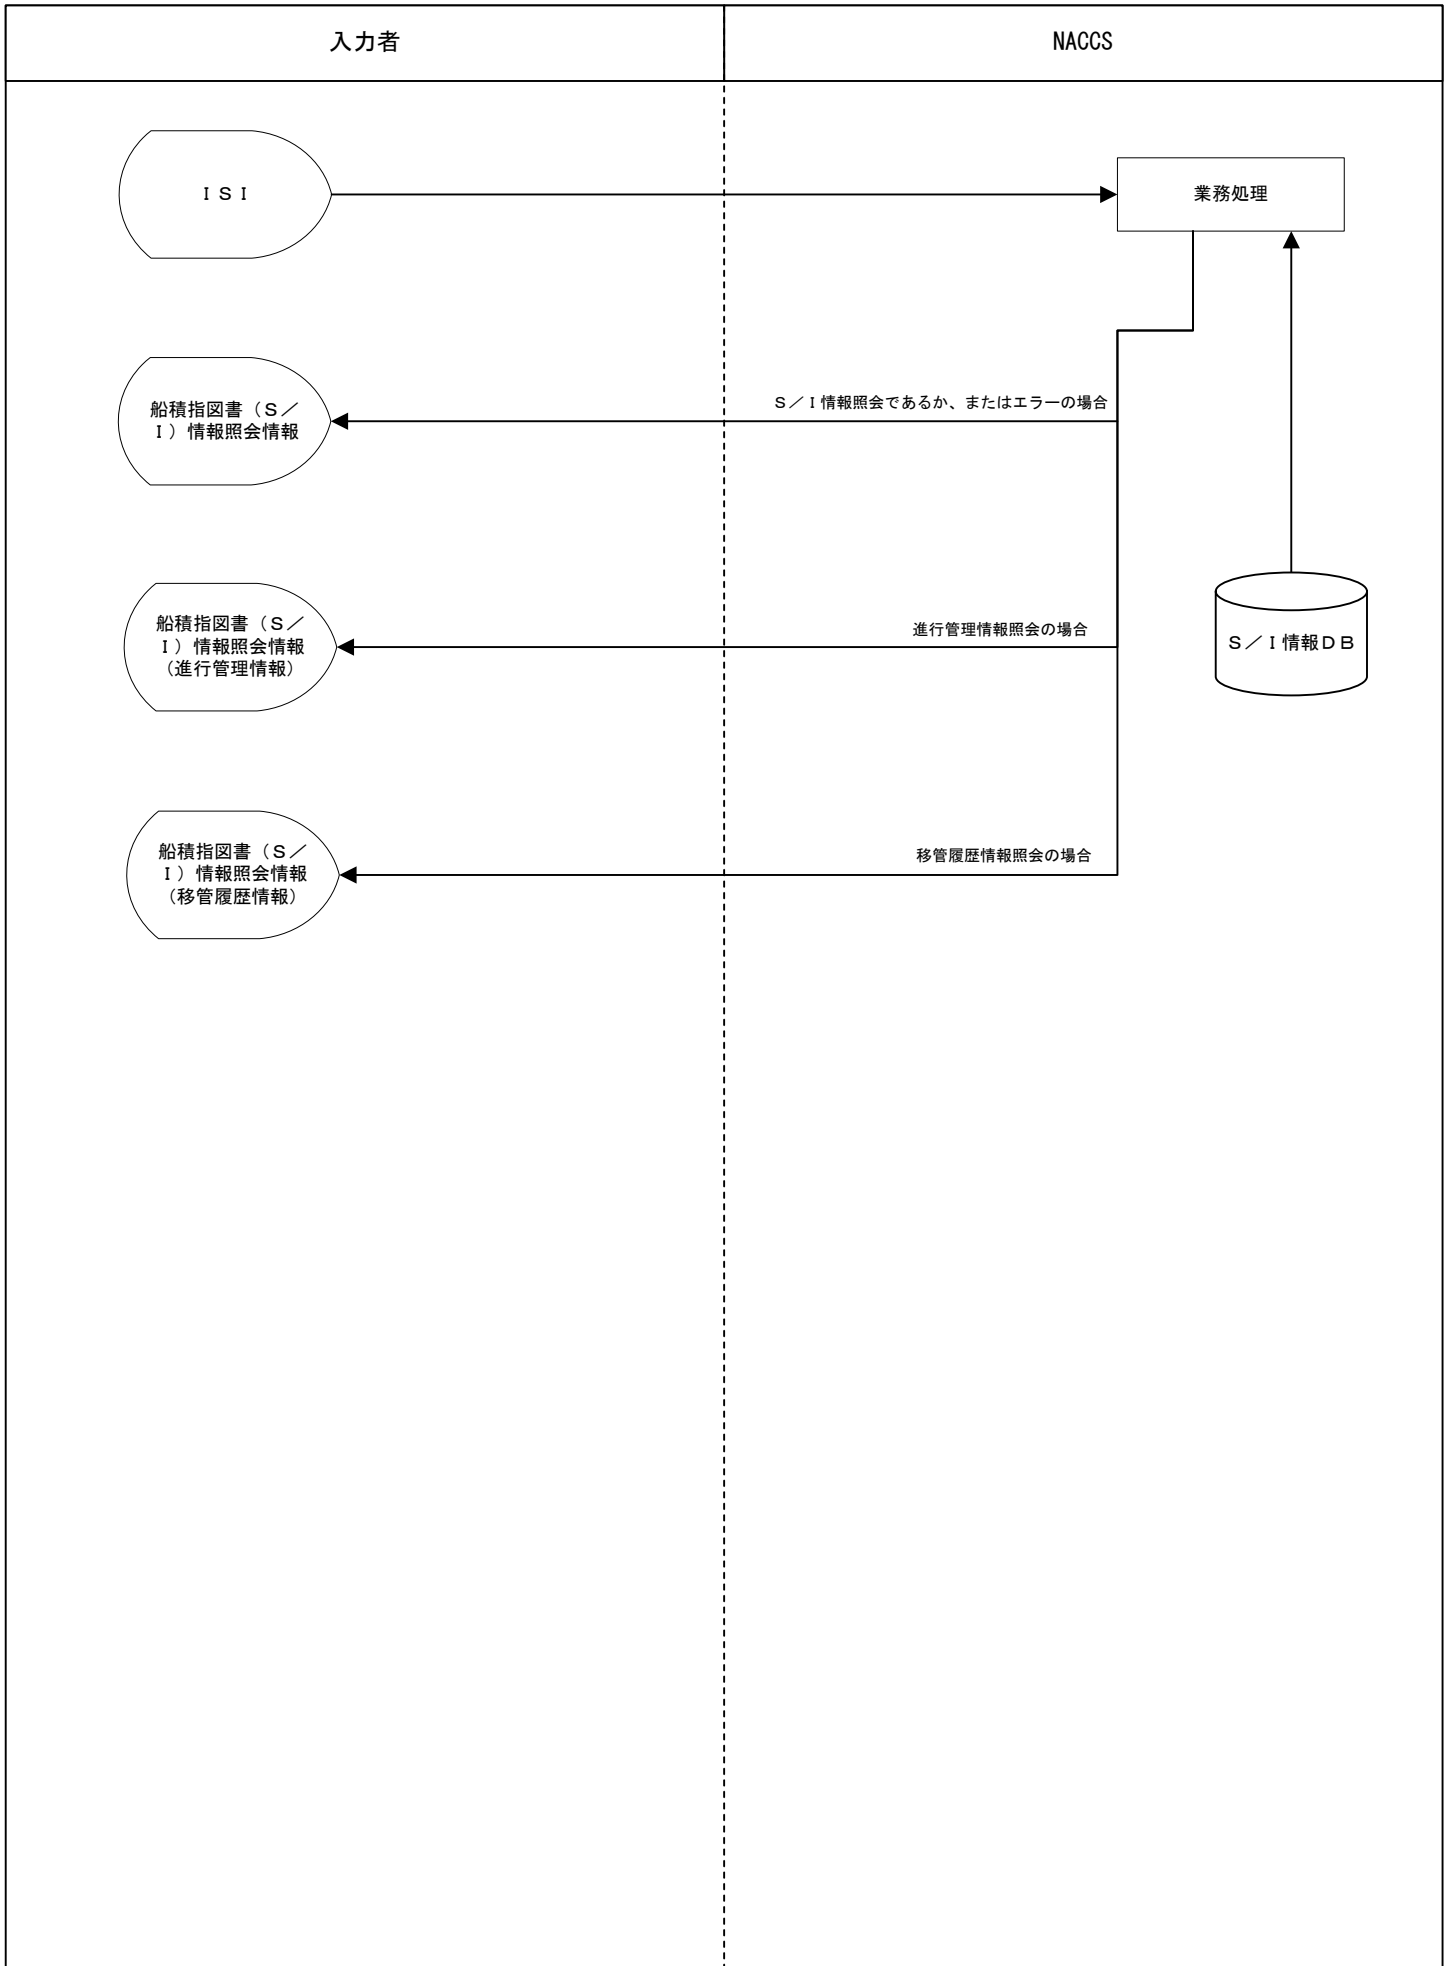 入力者
NACCS
ＩＳＩ
業務処理
船積指図書（Ｓ／
Ｉ）情報照会情報
Ｓ／Ｉ情報照会であるか、またはエラーの場合
船積指図書（Ｓ／
Ｉ）情報照会情報
（進行管理情報）
進行管理情報照会の場合
Ｓ／Ｉ情報ＤＢ
船積指図書（Ｓ／
Ｉ）情報照会情報
（移管履歴情報）
移管履歴情報照会の場合